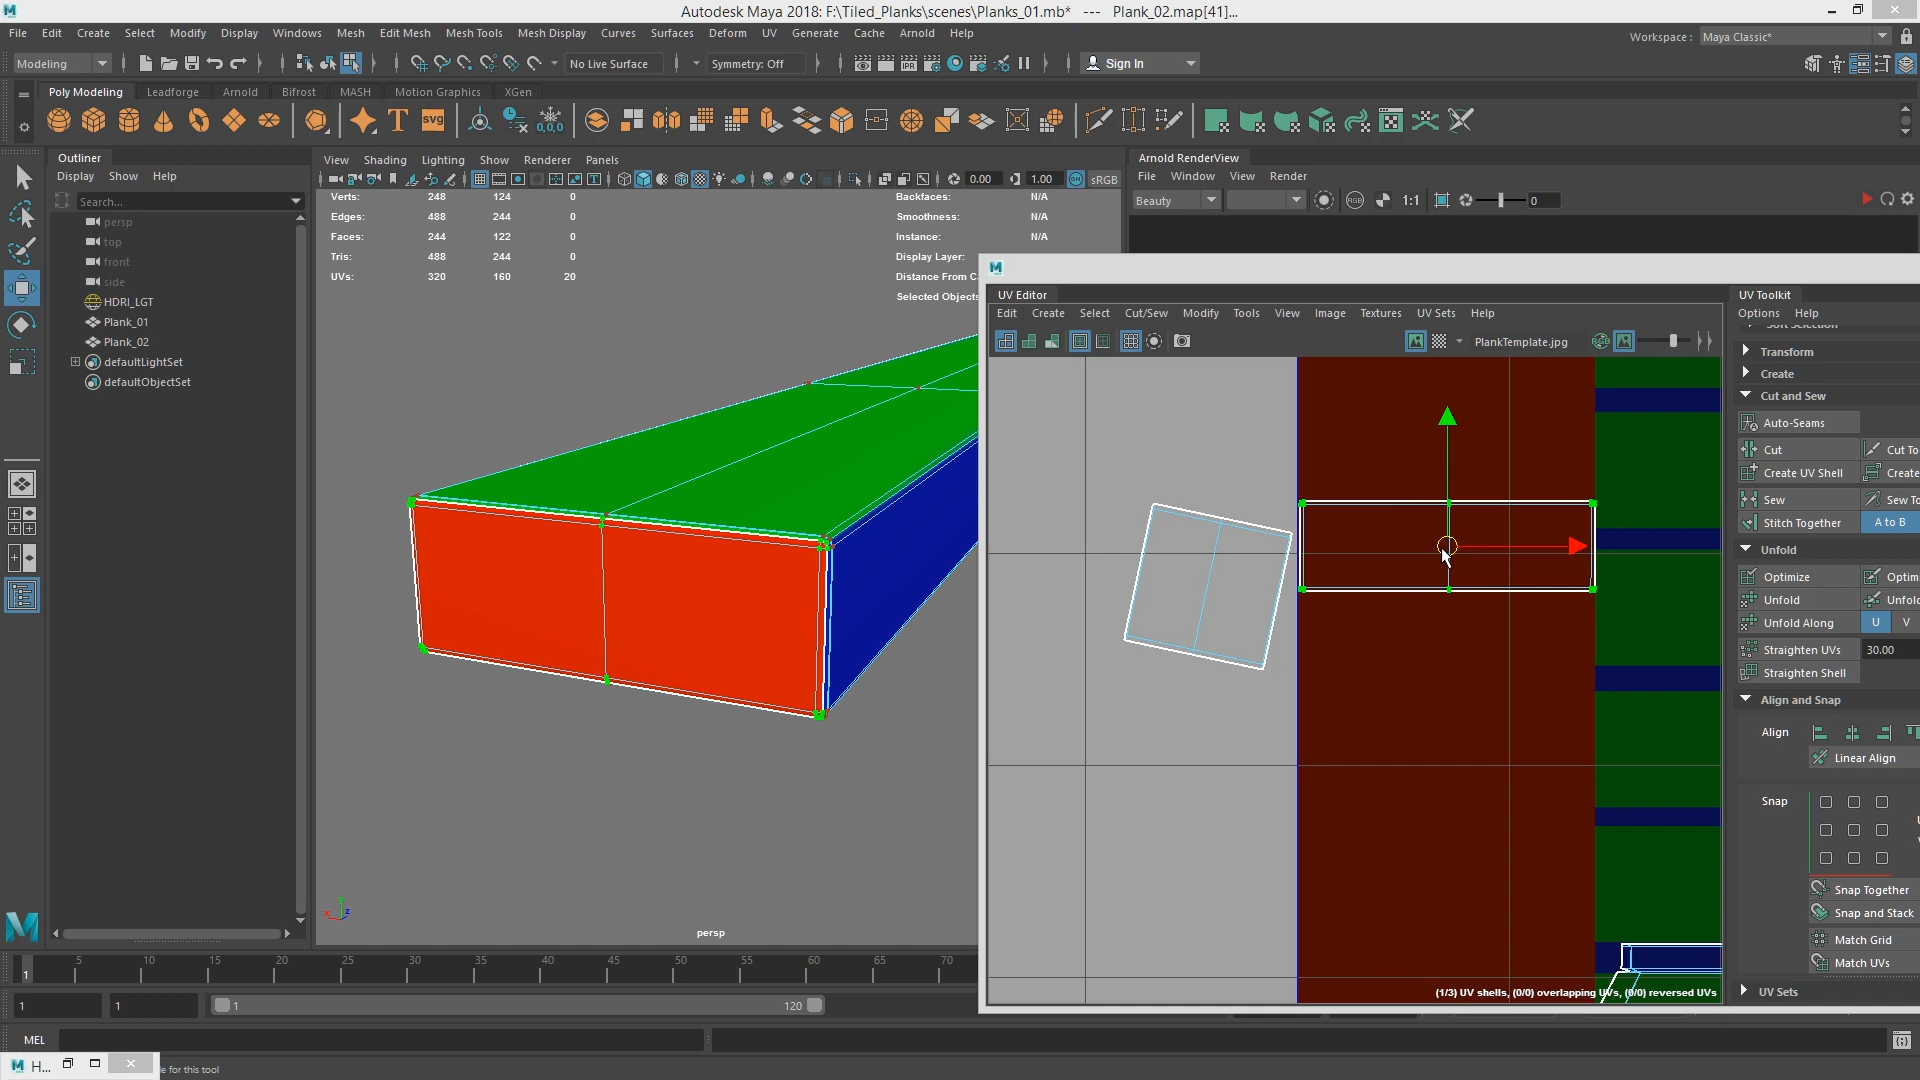 Autodesk Maya 2018: F:\Tiled_Planks\scenes\Planks_01.mb*   ---   Plank_02.map[41]...
File Edit Create Select Modify Display Windows Mesh Edit Mesh Mesh Tools Mesh Display Curves Surfaces Deform UV Generate Cache Arnold Help
Workspace : Maya Classic*
Modeling No Live Surface Symmetry: Off Sign In
Poly Modeling Leadforge Arnold Bifrost MASH Motion Graphics XGen
Outliner
Display Show Help
Search...
persp
top
front
side
HDRI_LGT
Plank_01
Plank_02
defaultLightSet
defaultObjectSet
View Shading Lighting Show Renderer Panels
0.00 1.00 sRGB
Verts: 248 124 0
Edges: 488 244 0
Faces: 244 122 0
Tris: 488 244 0
UVs: 320 160 20
Backfaces: N/A
Smoothness: N/A
Instance: N/A
Display Layer:
Distance From C
Selected Objects
persp
Arnold RenderView
File Window View Render
Beauty 1:1 0
UV Editor
Edit Create Select Cut/Sew Modify Tools View Image Textures UV Sets Help
PlankTemplate.jpg
(1/3) UV shells, (0/0) overlapping UVs, (0/0) reversed UVs
UV Toolkit
Options Help
Soft Selection
Transform
Create
Cut and Sew
Auto-Seams
Cut Cut To
Create UV Shell Create
Sew Sew To
Stitch Together A to B
Unfold
Optimize Optim
Unfold Unfold
Unfold Along U V
Straighten UVs 30.00
Straighten Shell
Align and Snap
Align
Linear Align
Snap
Snap Together
Snap and Stack
Match Grid
Match UVs
UV Sets
1 5 10 15 20 25 30 35 40 45 50 55 60 65 70
1 1 1 120
MEL
H...
e for this tool